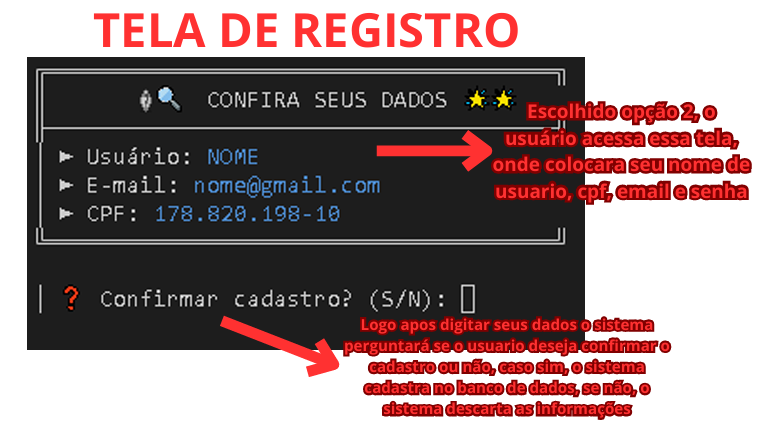 TELA DE REGISTRO
CONFIRA SEUS DADOS
Escolhido opção 2, o
usuário acessa essa tela,
onde colocara seu nome de
usuario, cpf, email e senha
► Usuário: NOME
► E-mail: nome@gmail.com
► CPF: 178.820.198-10
| ❓ Confirmar cadastro? (S/N):
Logo apos digitar seus dados o sistema
perguntará se o usuario deseja confirmar o
cadastro ou não, caso sim, o sistema
cadastra no banco de dados, se não, o
sistema descarta as informações